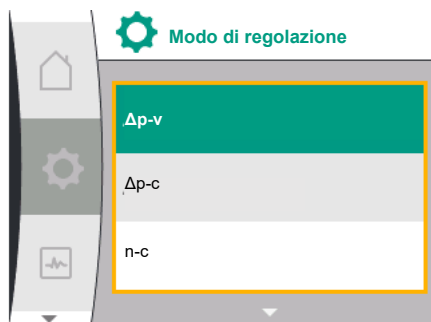 Modo di regolazione
Δp-v
Δp-c
n-c